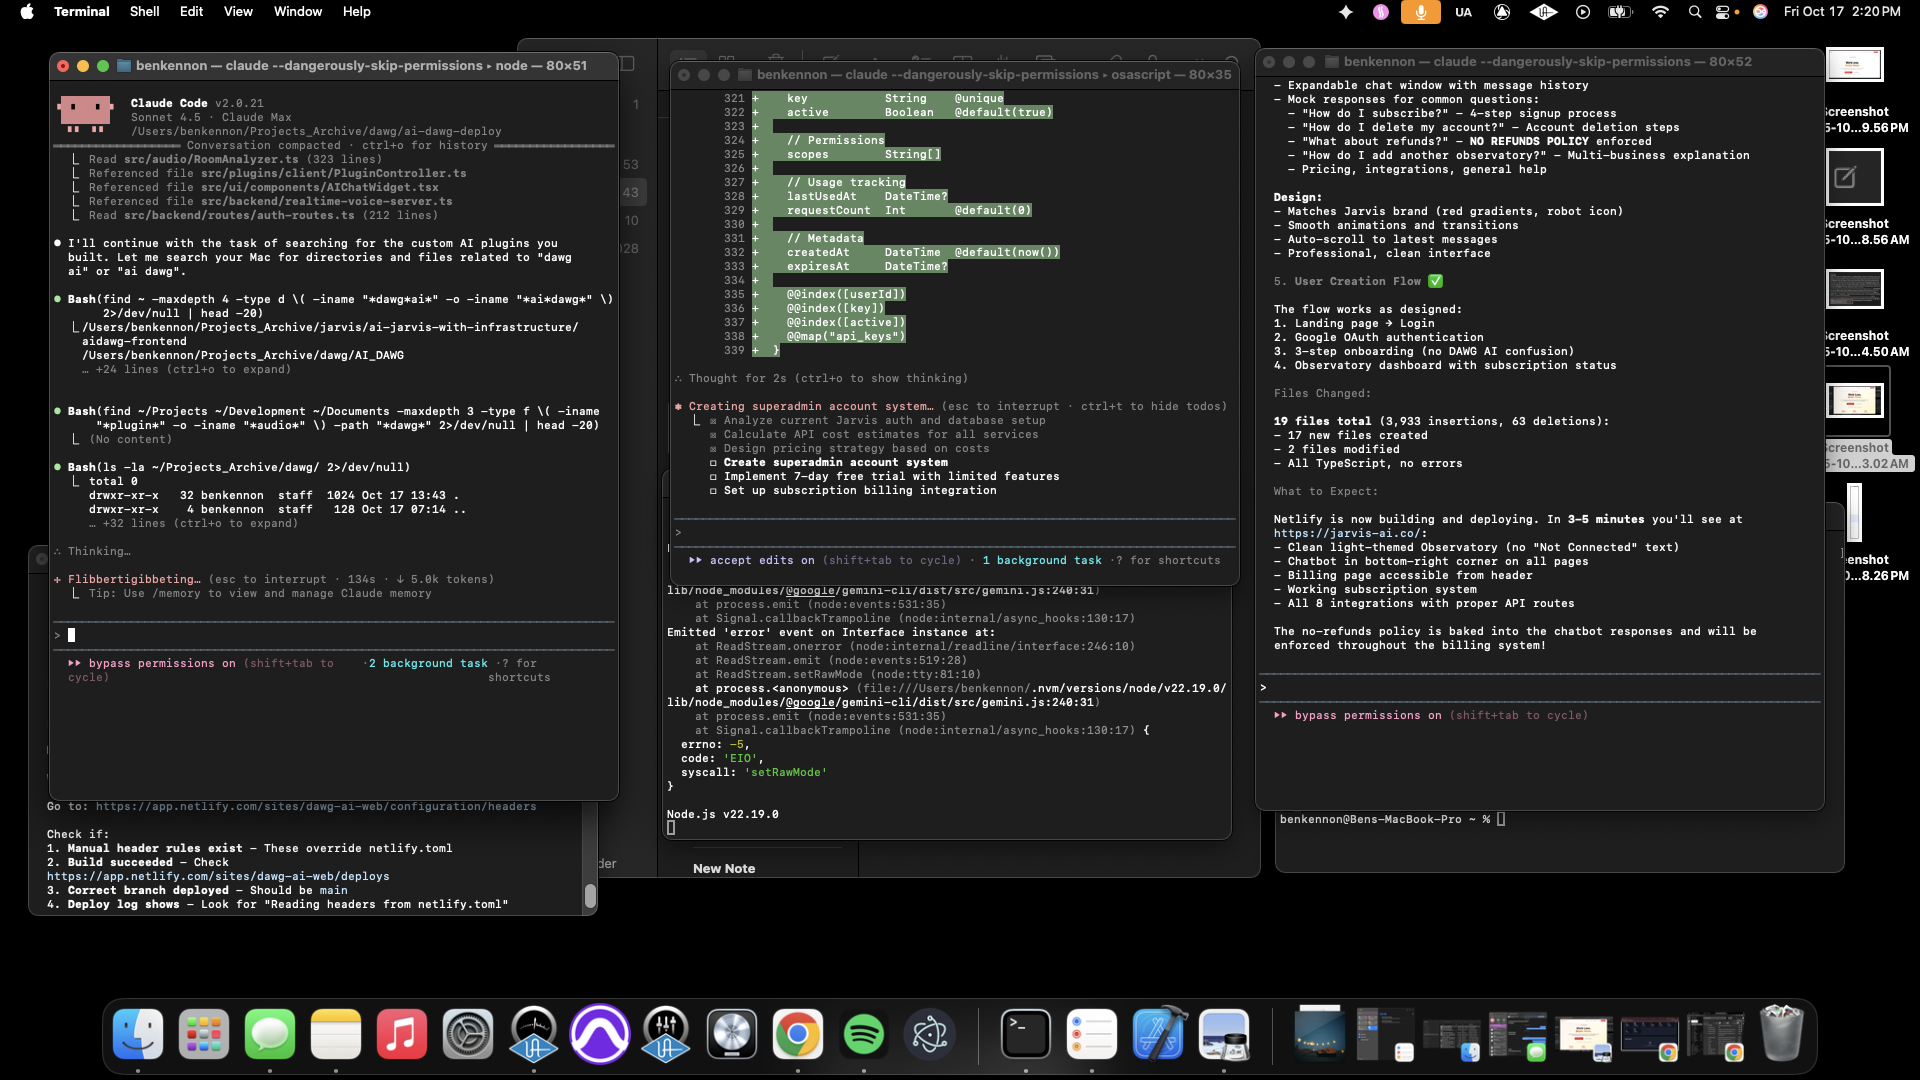 Terminal Shell Edit View Window Help
UA
Fri Oct 17 2:20 PM
benkennon — claude --dangerously-skip-permissions ▸ node — 80×51
Claude Code v2.0.21
Sonnet 4.5 · Claude Max
/Users/benkennon/Projects_Archive/dawg/ai-dawg-deploy
Conversation compacted · ctrl+o for history
⎿ Read src/audio/RoomAnalyzer.ts (323 lines)
⎿ Referenced file src/plugins/client/PluginController.ts
⎿ Referenced file src/ui/components/AIChatWidget.tsx
⎿ Referenced file src/backend/realtime-voice-server.ts
⎿ Read src/backend/routes/auth-routes.ts (212 lines)
● I'll continue with the task of searching for the custom AI plugins you
built. Let me search your Mac for directories and files related to "dawg
ai" or "ai dawg".
● Bash(find ~ -maxdepth 4 -type d \( -iname "*dawg*ai*" -o -iname "*ai*dawg*" \)
2>/dev/null | head -20)
⎿ /Users/benkennon/Projects_Archive/jarvis/ai-jarvis-with-infrastructure/
aidawg-frontend
/Users/benkennon/Projects_Archive/dawg/AI_DAWG
… +24 lines (ctrl+o to expand)
● Bash(find ~/Projects ~/Development ~/Documents -maxdepth 3 -type f \( -iname
"*plugin*" -o -iname "*audio*" \) -path "*dawg*" 2>/dev/null | head -20)
⎿ (No content)
● Bash(ls -la ~/Projects_Archive/dawg/ 2>/dev/null)
⎿ total 0
drwxr-xr-x 32 benkennon staff 1024 Oct 17 13:43 .
drwxr-xr-x 4 benkennon staff 128 Oct 17 07:14 ..
… +32 lines (ctrl+o to expand)
∴ Thinking…
+ Flibbertigibbeting… (esc to interrupt · 134s · ↓ 5.0k tokens)
⎿ Tip: Use /memory to view and manage Claude memory
>
▸▸ bypass permissions on (shift+tab to cycle) · 2 background task · ? for shortcuts
Go to: https://app.netlify.com/sites/dawg-ai-web/configuration/headers
Check if:
1. Manual header rules exist – These override netlify.toml
2. Build succeeded – Check
https://app.netlify.com/sites/dawg-ai-web/deploys
3. Correct branch deployed – Should be main
4. Deploy log shows – Look for "Reading headers from netlify.toml"
1
53
43
10
028
der
New Note
benkennon — claude --dangerously-skip-permissions ▸ osascript — 80×35
321 + key String @unique
322 + active Boolean @default(true)
323 +
324 + // Permissions
325 + scopes String[]
326 +
327 + // Usage tracking
328 + lastUsedAt DateTime?
329 + requestCount Int @default(0)
330 +
331 + // Metadata
332 + createdAt DateTime @default(now())
333 + expiresAt DateTime?
334 +
335 + @@index([userId])
336 + @@index([key])
337 + @@index([active])
338 + @@map("api_keys")
339 + }
∴ Thought for 2s (ctrl+o to show thinking)
✽ Creating superadmin account system… (esc to interrupt · ctrl+t to hide todos)
⎿ ☒ Analyze current Jarvis auth and database setup
☒ Calculate API cost estimates for all services
☒ Design pricing strategy based on costs
☐ Create superadmin account system
☐ Implement 7-day free trial with limited features
☐ Set up subscription billing integration
>
▸▸ accept edits on (shift+tab to cycle) · 1 background task · ? for shortcuts
lib/node_modules/@google/gemini-cli/dist/src/gemini.js:240:31)
at process.emit (node:events:531:35)
at Signal.callbackTrampoline (node:internal/async_hooks:130:17)
Emitted 'error' event on Interface instance at:
at ReadStream.onerror (node:internal/readline/interface:246:10)
at ReadStream.emit (node:events:519:28)
at ReadStream.setRawMode (node:tty:81:10)
at process.<anonymous> (file:///Users/benkennon/.nvm/versions/node/v22.19.0/
lib/node_modules/@google/gemini-cli/dist/src/gemini.js:240:31)
at process.emit (node:events:531:35)
at Signal.callbackTrampoline (node:internal/async_hooks:130:17) {
errno: -5,
code: 'EIO',
syscall: 'setRawMode'
}
Node.js v22.19.0
benkennon — claude --dangerously-skip-permissions — 80×52
– Expandable chat window with message history
– Mock responses for common questions:
– "How do I subscribe?" – 4-step signup process
– "How do I delete my account?" – Account deletion steps
– "What about refunds?" – NO REFUNDS POLICY enforced
– "How do I add another observatory?" – Multi-business explanation
– Pricing, integrations, general help
Design:
– Matches Jarvis brand (red gradients, robot icon)
– Smooth animations and transitions
– Auto-scroll to latest messages
– Professional, clean interface
5. User Creation Flow ✅
The flow works as designed:
1. Landing page → Login
2. Google OAuth authentication
3. 3-step onboarding (no DAWG AI confusion)
4. Observatory dashboard with subscription status
Files Changed:
19 files total (3,933 insertions, 63 deletions):
– 17 new files created
– 2 files modified
– All TypeScript, no errors
What to Expect:
Netlify is now building and deploying. In 3-5 minutes you'll see at
https://jarvis-ai.co/:
– Clean light-themed Observatory (no "Not Connected" text)
– Chatbot in bottom-right corner on all pages
– Billing page accessible from header
– Working subscription system
– All 8 integrations with proper API routes
The no-refunds policy is baked into the chatbot responses and will be
enforced throughout the billing system!
>
▸▸ bypass permissions on (shift+tab to cycle)
benkennon@Bens-MacBook-Pro ~ %
Screenshot
5-10...9.56 PM
Screenshot
5-10...8.56 AM
Screenshot
5-10...4.50 AM
Screenshot
5-10...3.02 AM
eenshot
0...8.26 PM